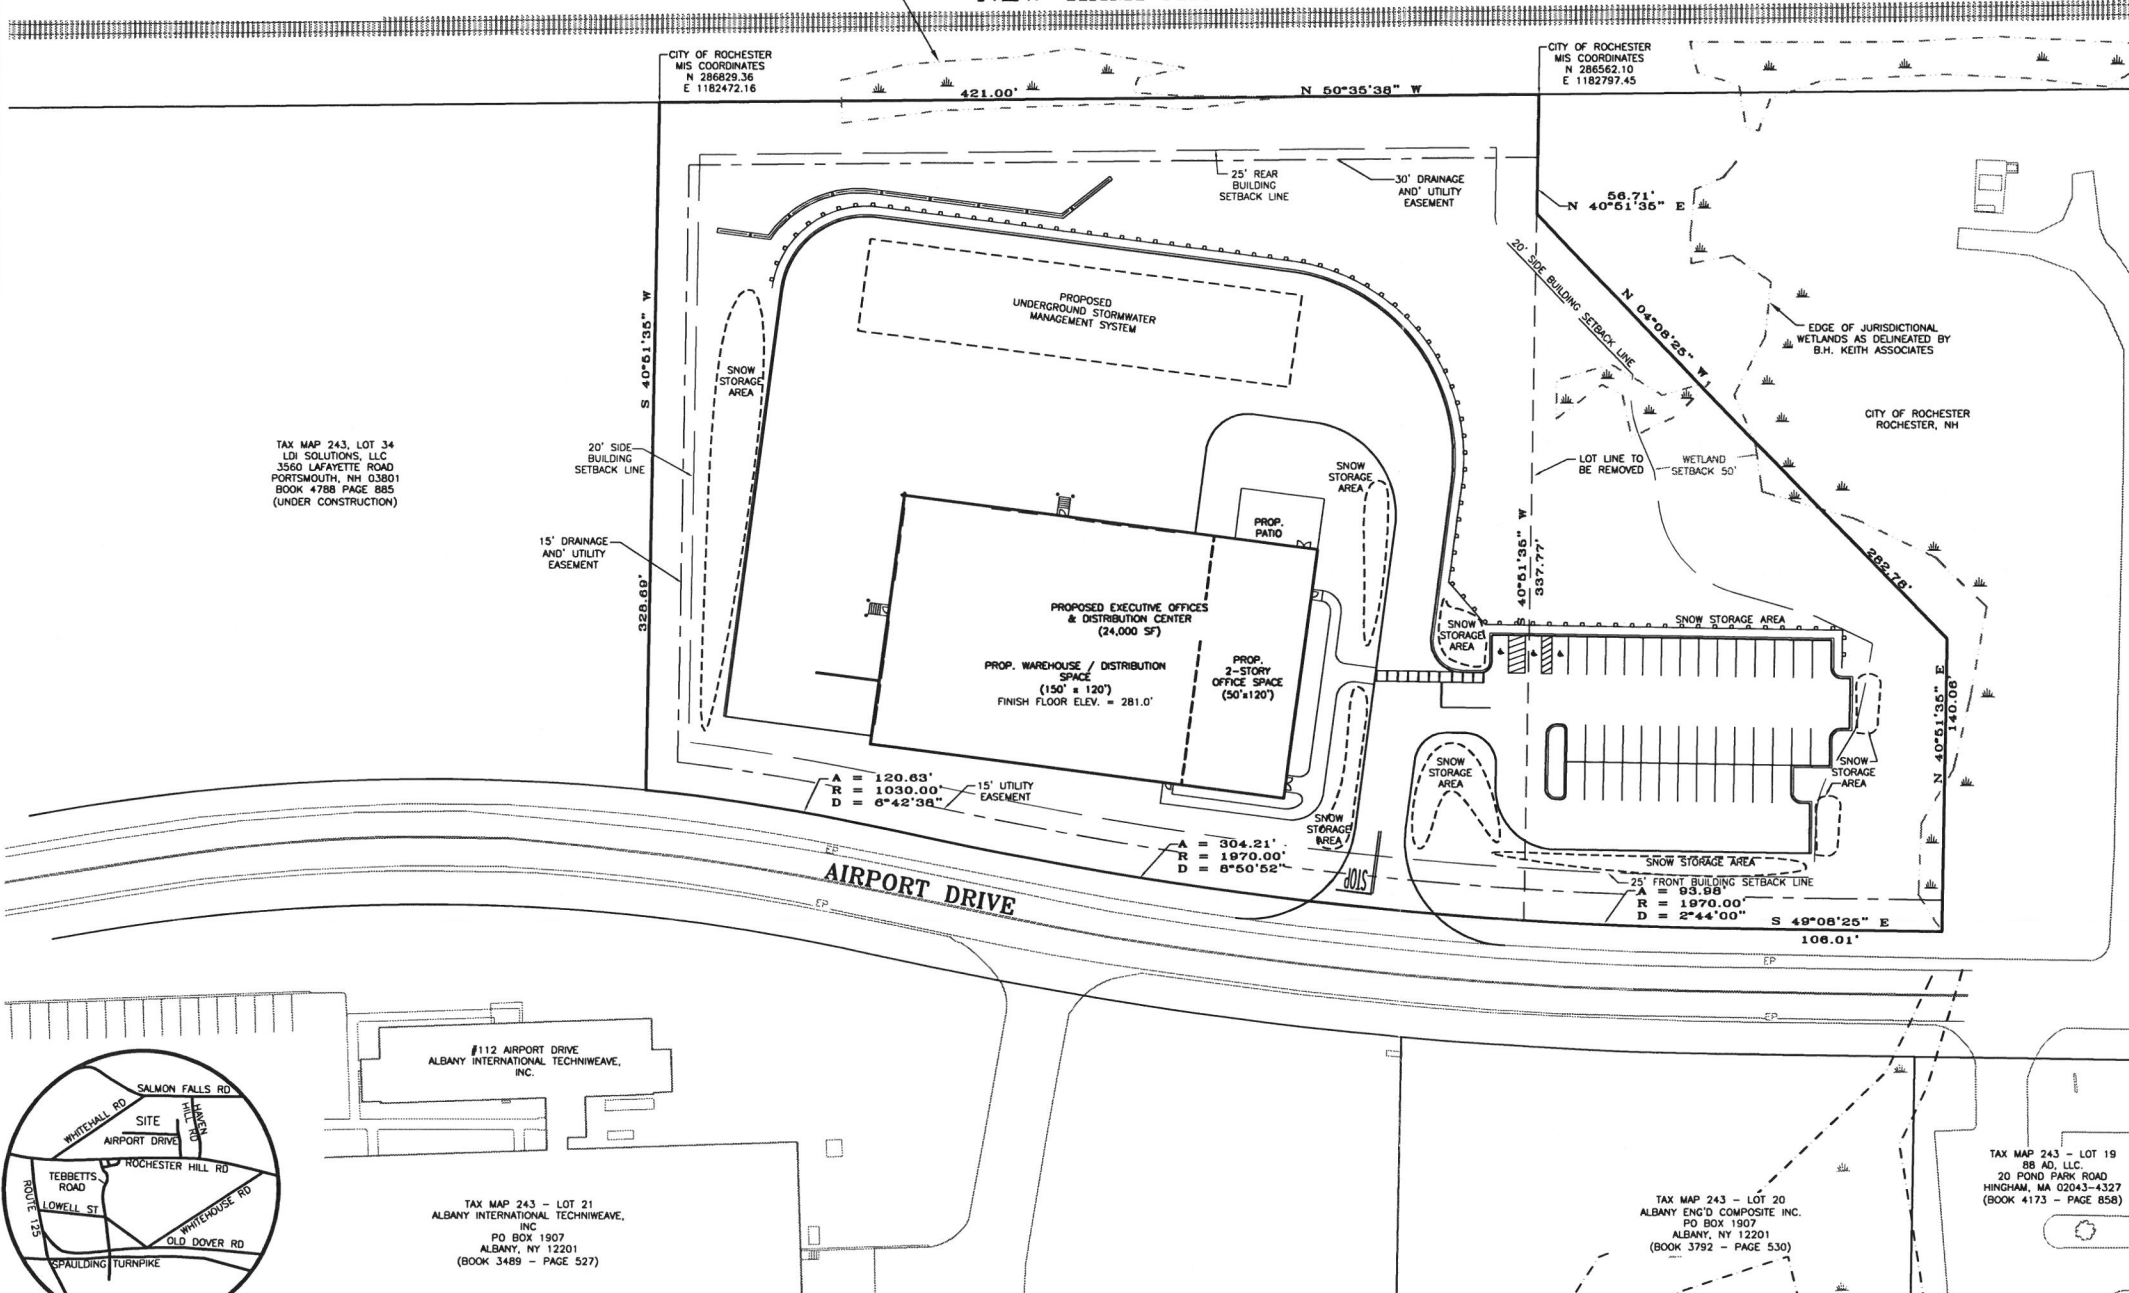 CITY OF ROCHESTER
MIS COORDINATES
N 286829.36
E 1182472.16
CITY OF ROCHESTER
MIS COORDINATES
N 286562.10
E 1182797.45
421.00'
N 50°35'38" W
25' REAR
BUILDING
SETBACK LINE
30' DRAINAGE
AND' UTILITY
EASEMENT
56.71'
N 40°51'35" E
20' SIDE BUILDING SETBACK LINE
N 04°08'25" W
282.78'
EDGE OF JURISDICTIONAL
WETLANDS AS DELINEATED BY
B.H. KEITH ASSOCIATES
CITY OF ROCHESTER
ROCHESTER, NH
PROPOSED
UNDERGROUND STORMWATER
MANAGEMENT SYSTEM
S 40°51'35" W
328.69'
SNOW
STORAGE
AREA
TAX MAP 243, LOT 34
LDI SOLUTIONS, LLC
3560 LAFAYETTE ROAD
PORTSMOUTH, NH 03801
BOOK 4788 PAGE 885
(UNDER CONSTRUCTION)
20' SIDE
BUILDING
SETBACK LINE
15' DRAINAGE
AND' UTILITY
EASEMENT
SNOW
STORAGE
AREA
LOT LINE TO
BE REMOVED
WETLAND
SETBACK 50'
PROP.
PATIO
S 40°51'35" W
337.77'
PROPOSED EXECUTIVE OFFICES
& DISTRIBUTION CENTER
(24,000 SF)
PROP. WAREHOUSE / DISTRIBUTION
SPACE
(150' x 120')
FINISH FLOOR ELEV. = 281.0'
PROP.
2-STORY
OFFICE SPACE
(50'x120')
SNOW
STORAGE
AREA
SNOW STORAGE AREA
N 40°51'35" E
140.06'
SNOW
STORAGE
AREA
SNOW
STORAGE
AREA
A = 120.63'
R = 1030.00'
D = 6°42'38"
15' UTILITY
EASEMENT
SNOW
STORAGE
AREA
A = 304.21'
R = 1970.00'
D = 8°50'52"
STOP
SNOW STORAGE AREA
25' FRONT BUILDING SETBACK LINE
A = 93.98'
R = 1970.00'
D = 2°44'00"
S 49°08'25" E
106.01'
EP
EP
EP
EP
AIRPORT DRIVE
#112 AIRPORT DRIVE
ALBANY INTERNATIONAL TECHNIWEAVE,
INC.
SALMON FALLS RD
WHITEHALL RD
HAVEN
HILL RD
SITE
AIRPORT DRIVE
ROCHESTER HILL RD
TEBBETTS
ROAD
ROUTE 125
LOWELL ST
WHITEHOUSE RD
OLD DOVER RD
SPAULDING TURNPIKE
TAX MAP 243 - LOT 21
ALBANY INTERNATIONAL TECHNIWEAVE,
INC
PO BOX 1907
ALBANY, NY 12201
(BOOK 3489 - PAGE 527)
TAX MAP 243 - LOT 20
ALBANY ENG'D COMPOSITE INC.
PO BOX 1907
ALBANY, NY 12201
(BOOK 3792 - PAGE 530)
TAX MAP 243 - LOT 19
88 AD, LLC.
20 POND PARK ROAD
HINGHAM, MA 02043-4327
(BOOK 4173 - PAGE 858)